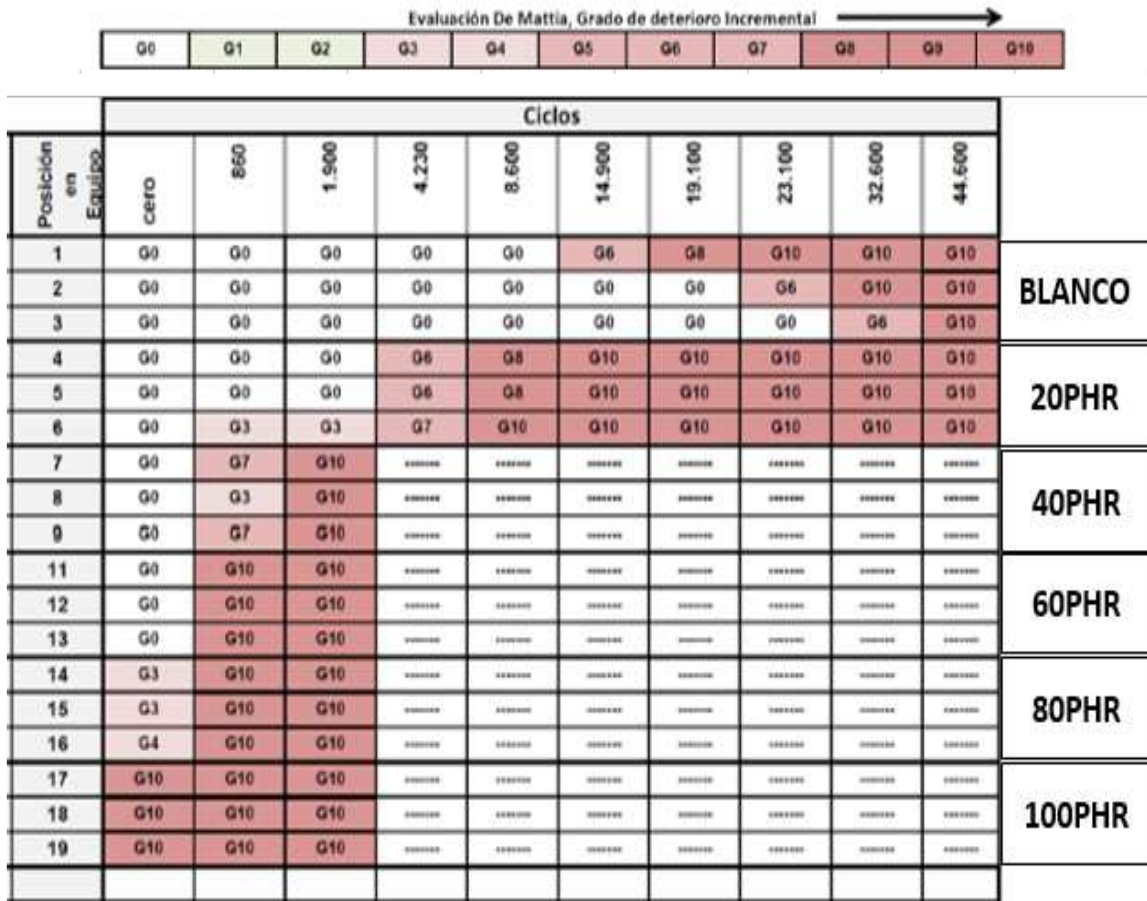 Evaluación De Mattia, Grado de deterioro Incremental
G0 G1 G2 G3 G4 G5 G6 G7 G8 G9 G10
Ciclos
Posición en Equipo cero 860 1.900 4.230 8.600 14.900 19.100 23.100 32.600 44.600
1 G0 G0 G0 G0 G0 G6 G8 G10 G10 G10
2 G0 G0 G0 G0 G0 G0 G0 G6 G10 G10
3 G0 G0 G0 G0 G0 G0 G0 G0 G6 G10
BLANCO
4 G0 G0 G0 G6 G8 G10 G10 G10 G10 G10
5 G0 G0 G0 G6 G8 G10 G10 G10 G10 G10
6 G0 G3 G3 G7 G10 G10 G10 G10 G10 G10
20PHR
7 G0 G7 G10 ------- ------- ------- ------- ------- ------- -------
8 G0 G3 G10 ------- ------- ------- ------- ------- ------- -------
9 G0 G7 G10 ------- ------- ------- ------- ------- ------- -------
40PHR
11 G0 G10 G10 ------- ------- ------- ------- ------- ------- -------
12 G0 G10 G10 ------- ------- ------- ------- ------- ------- -------
13 G0 G10 G10 ------- ------- ------- ------- ------- ------- -------
60PHR
14 G3 G10 G10 ------- ------- ------- ------- ------- ------- -------
15 G3 G10 G10 ------- ------- ------- ------- ------- ------- -------
16 G4 G10 G10 ------- ------- ------- ------- ------- ------- -------
80PHR
17 G10 G10 G10 ------- ------- ------- ------- ------- ------- -------
18 G10 G10 G10 ------- ------- ------- ------- ------- ------- -------
19 G10 G10 G10 ------- ------- ------- ------- ------- ------- -------
100PHR